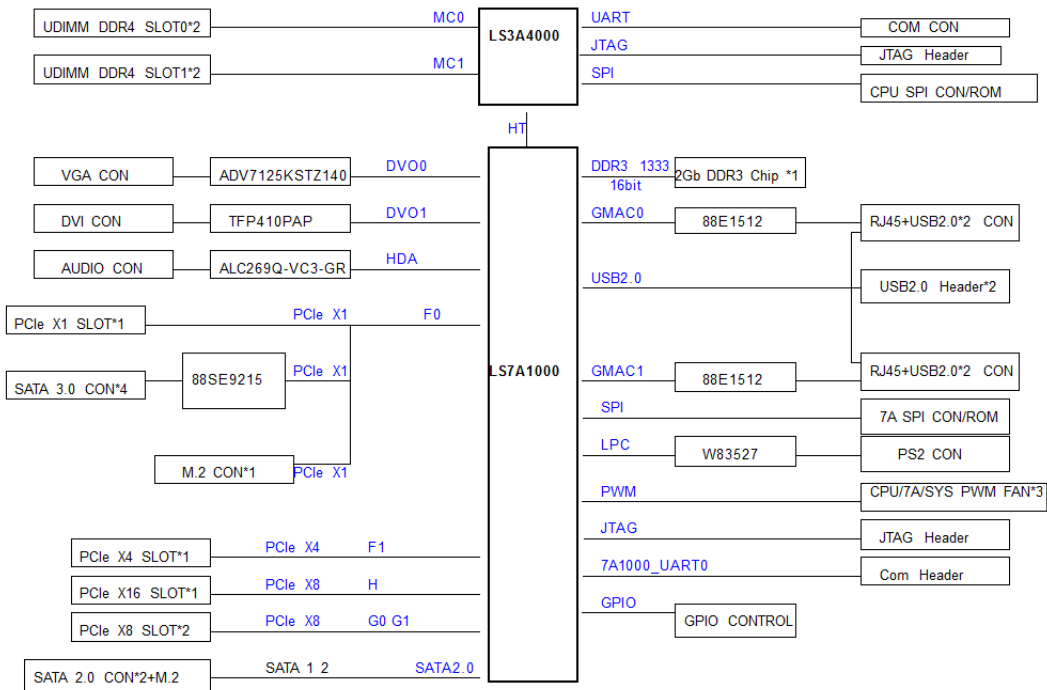 UDIMM DDR4 SLOT0*2
MC0
LS3A4000
UART
COM CON
JTAG
JTAG Header
UDIMM DDR4 SLOT1*2
MC1
SPI
CPU SPI CON/ROM
HT
VGA CON
ADV7125KSTZ140
DVO0
DDR3 1333
16bit
2Gb DDR3 Chip *1
DVI CON
TFP410PAP
DVO1
GMAC0
88E1512
RJ45+USB2.0*2 CON
AUDIO CON
ALC269Q-VC3-GR
HDA
USB2.0
USB2.0 Header*2
PCIe X1 SLOT*1
PCIe X1
F0
LS7A1000
SATA 3.0 CON*4
88SE9215
PCIe X1
GMAC1
88E1512
RJ45+USB2.0*2 CON
SPI
7A SPI CON/ROM
M.2 CON*1
PCIe X1
LPC
W83527
PS2 CON
PWM
CPU/7A/SYS PWM FAN*3
PCIe X4 SLOT*1
PCIe X4
F1
JTAG
JTAG Header
PCIe X16 SLOT*1
PCIe X8
H
7A1000_UART0
Com Header
PCIe X8 SLOT*2
PCIe X8
G0 G1
GPIO
GPIO CONTROL
SATA 2.0 CON*2+M.2
SATA 1 2
SATA2.0